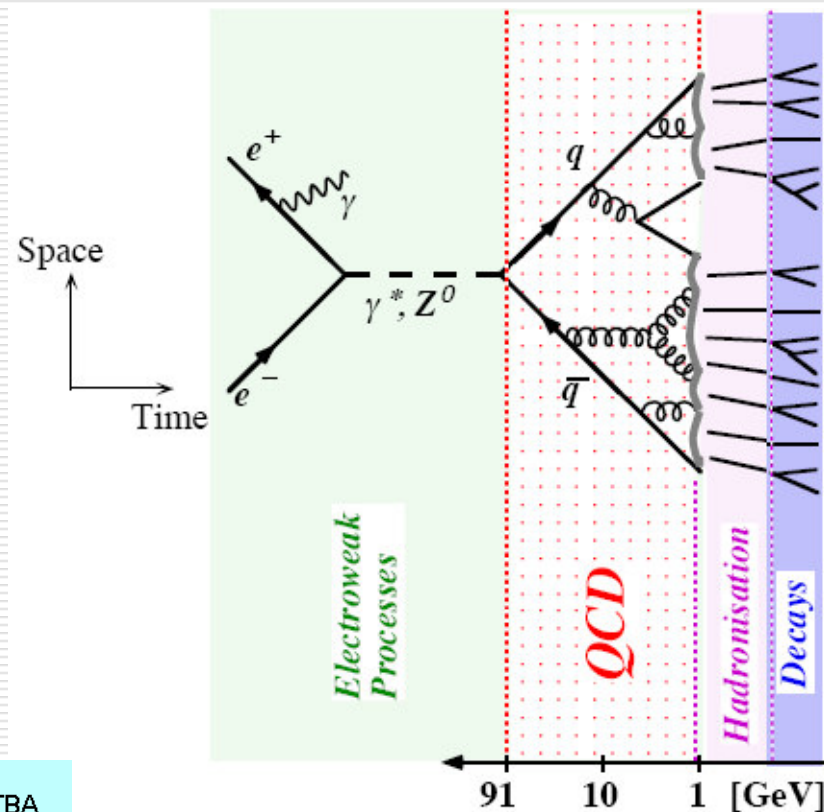 e⁺
γ
q
Space
γ*, Z⁰
e⁻
q̄
Time
Electroweak
Processes
QCD
Hadronisation
Decays
91 10 1 [GeV]